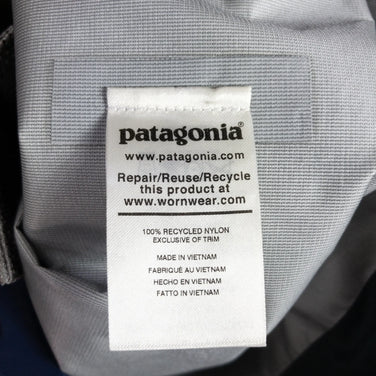 patagonia®
www.patagonia.com
Repair/Reuse/Recycle
this product at
www.wornwear.com
100% RECYCLED NYLON
EXCLUSIVE OF TRIM
MADE IN VIETNAM
FABRIQUÉ AU VIETNAM
HECHO EN VIETNAM
FATTO IN VIETNAM